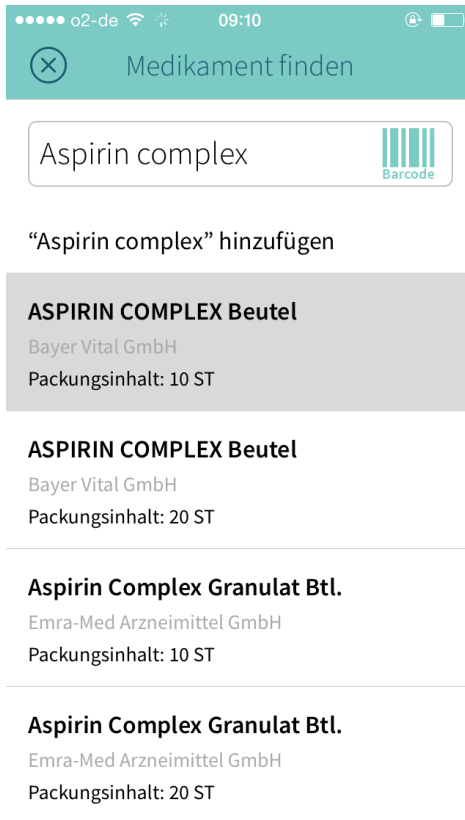 o2-de 09:10
Medikament finden
Aspirin complex
Barcode
“Aspirin complex” hinzufügen
ASPIRIN COMPLEX Beutel
Bayer Vital GmbH
Packungsinhalt: 10 ST
ASPIRIN COMPLEX Beutel
Bayer Vital GmbH
Packungsinhalt: 20 ST
Aspirin Complex Granulat Btl.
Emra-Med Arzneimittel GmbH
Packungsinhalt: 10 ST
Aspirin Complex Granulat Btl.
Emra-Med Arzneimittel GmbH
Packungsinhalt: 20 ST